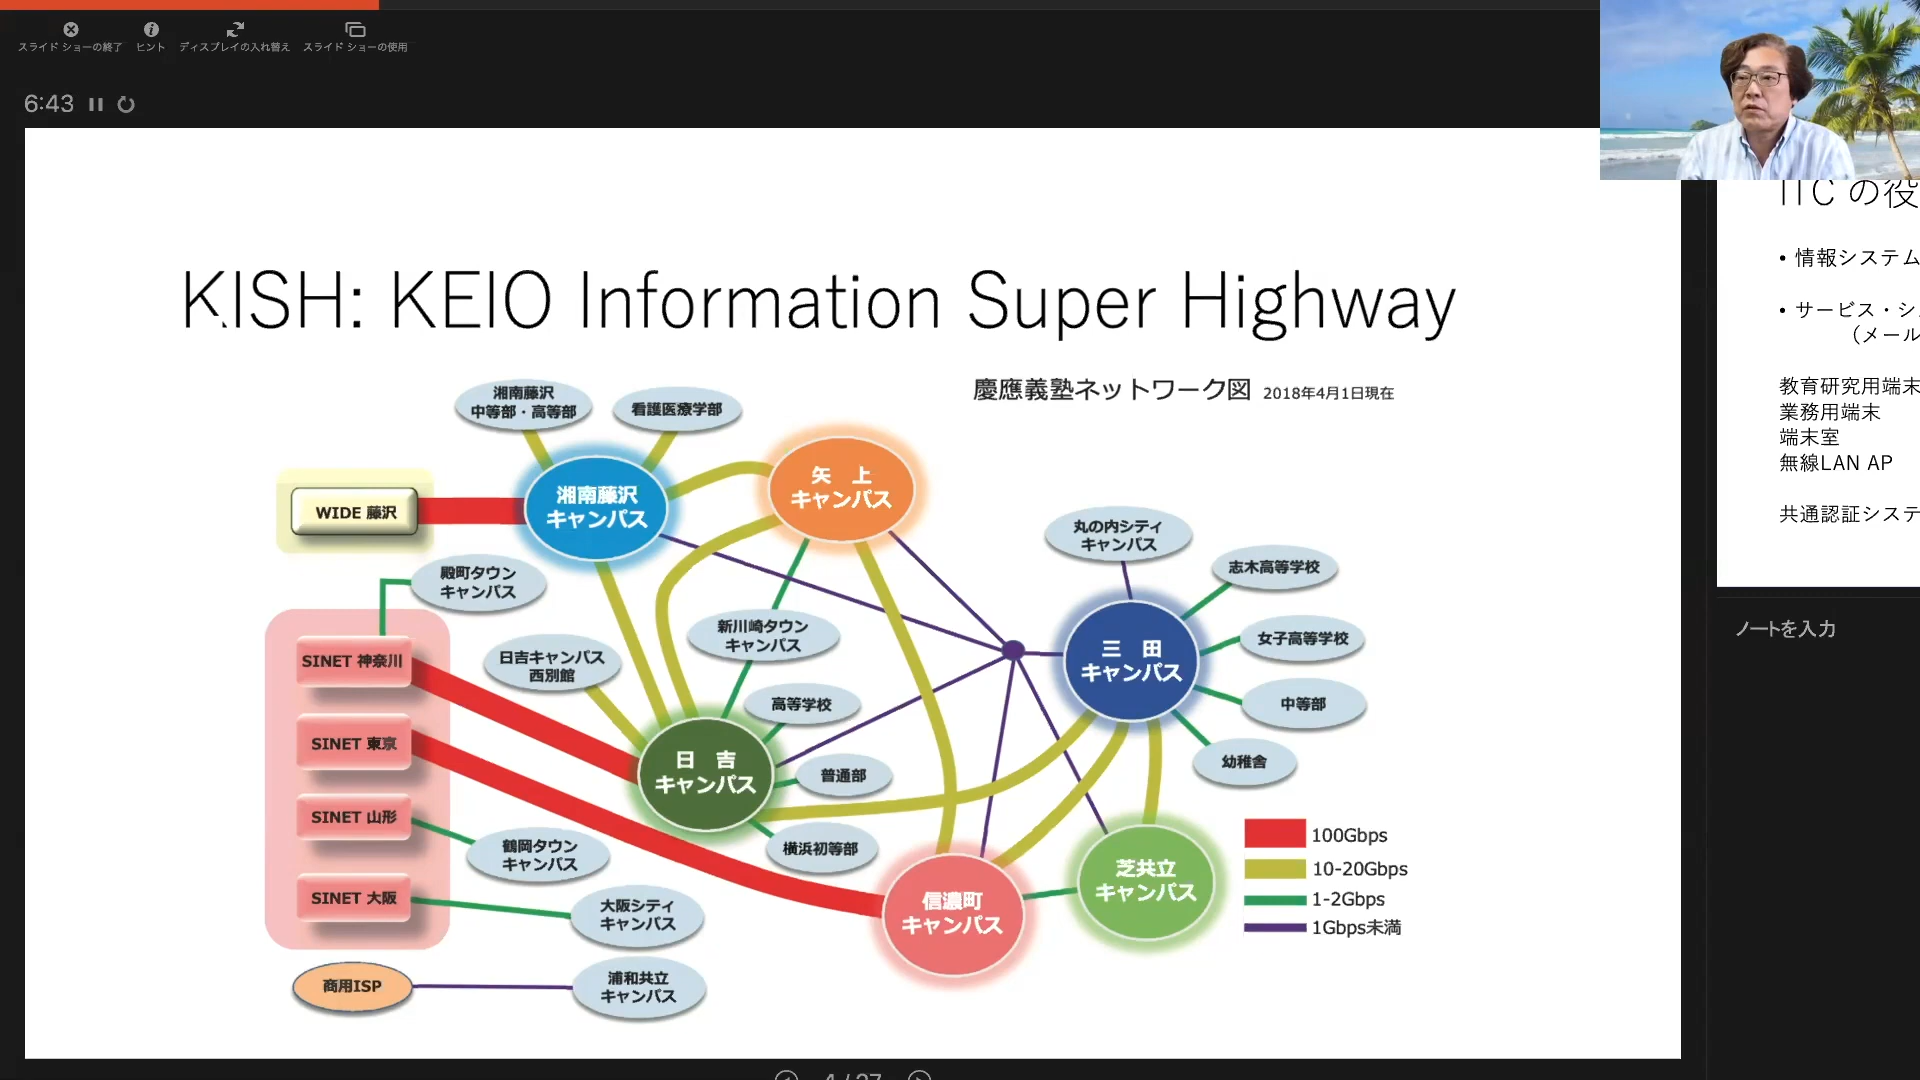 スライド ショーの終了
ヒント
ディスプレイの入れ替え
スライド ショーの使用
6:43
KISH: KEIO Information Super Highway
慶應義塾ネットワーク図 2018年4月1日現在
湘南藤沢
中等部・高等部
看護医療学部
WIDE 藤沢
湘南藤沢
キャンパス
矢 上
キャンパス
丸の内シティ
キャンパス
志木高等学校
殿町タウン
キャンパス
新川崎タウン
キャンパス
三 田
キャンパス
女子高等学校
SINET 神奈川
日吉キャンパス
西別館
高等学校
中等部
SINET 東京
日 吉
キャンパス
普通部
幼稚舎
SINET 山形
鶴岡タウン
キャンパス
横浜初等部
SINET 大阪
大阪シティ
キャンパス
信濃町
キャンパス
芝共立
キャンパス
商用ISP
浦和共立
キャンパス
100Gbps
10-20Gbps
1-2Gbps
1Gbps未満
ITC の役
• 情報システム
• サービス・シ
（メール
教育研究用端末
業務用端末
端末室
無線LAN AP
共通認証システ
ノートを入力